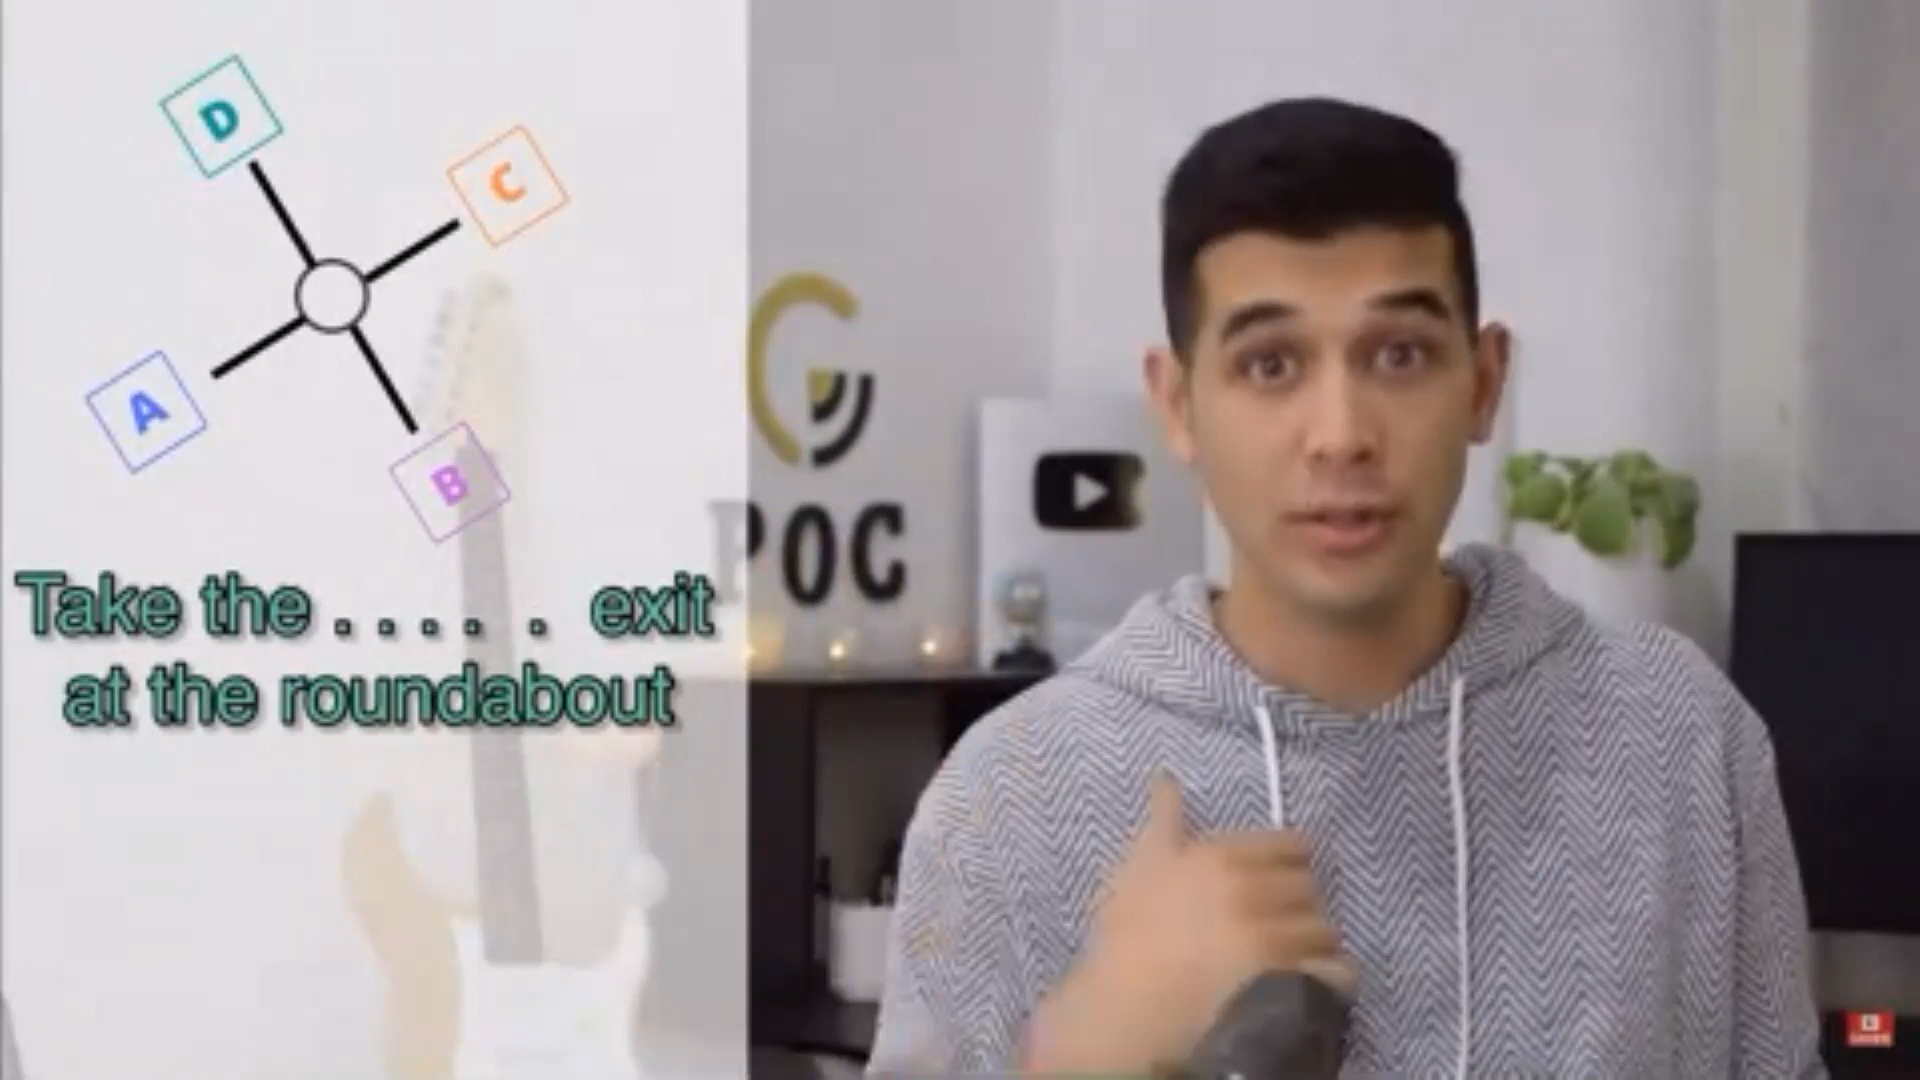 D
C
A
B
Take the . . . . . exit
at the roundabout
POC